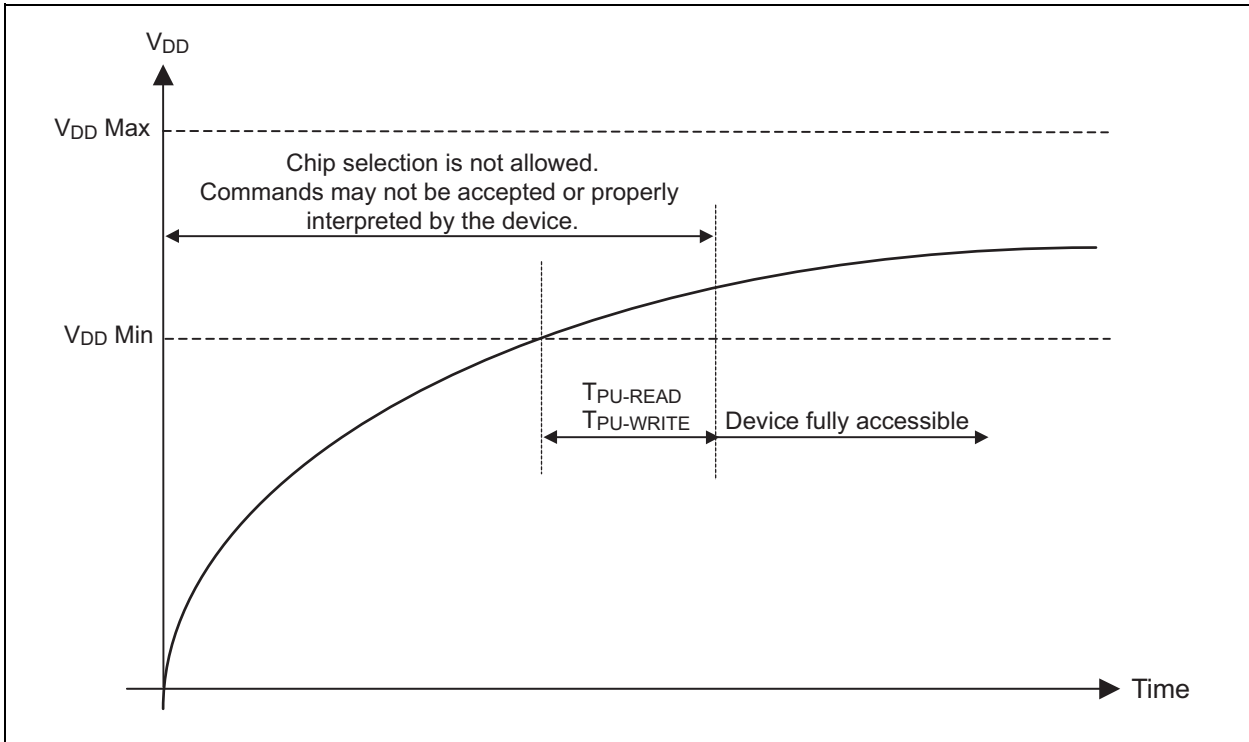 VDD
VDD Max
Chip selection is not allowed.
Commands may not be accepted or properly
interpreted by the device.
VDD Min
TPU-READ
TPU-WRITE
Device fully accessible
Time